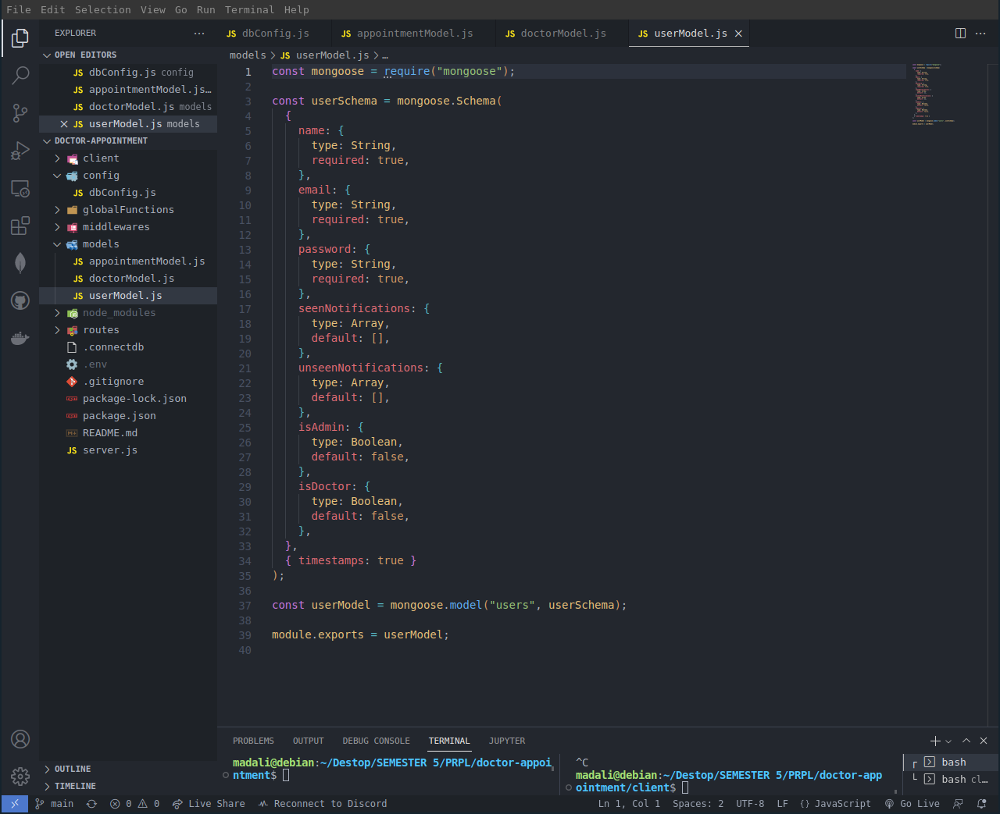 File Edit Selection View Go Run Terminal Help
EXPLORER
JS dbConfig.js
JS appointmentModel.js
JS doctorModel.js
JS userModel.js
OPEN EDITORS
JS dbConfig.js config
JS appointmentModel.js...
JS doctorModel.js models
JS userModel.js models
DOCTOR-APPOINTMENT
client
config
JS dbConfig.js
globalFunctions
middlewares
models
JS appointmentModel.js
JS doctorModel.js
JS userModel.js
node_modules
routes
.connectdb
.env
.gitignore
package-lock.json
package.json
README.md
JS server.js
OUTLINE
TIMELINE
models > JS userModel.js > ...
1 const mongoose = require("mongoose");
2
3 const userSchema = mongoose.Schema(
4 {
5 name: {
6 type: String,
7 required: true,
8 },
9 email: {
10 type: String,
11 required: true,
12 },
13 password: {
14 type: String,
15 required: true,
16 },
17 seenNotifications: {
18 type: Array,
19 default: [],
20 },
21 unseenNotifications: {
22 type: Array,
23 default: [],
24 },
25 isAdmin: {
26 type: Boolean,
27 default: false,
28 },
29 isDoctor: {
30 type: Boolean,
31 default: false,
32 },
33 },
34 { timestamps: true }
35 );
36
37 const userModel = mongoose.model("users", userSchema);
38
39 module.exports = userModel;
40
PROBLEMS OUTPUT DEBUG CONSOLE TERMINAL JUPYTER
madali@debian:~/Destop/SEMESTER 5/PRPL/doctor-appoi
ntment$
^C
madali@debian:~/Destop/SEMESTER 5/PRPL/doctor-app
ointment/client$
bash
bash cl...
main 0 0 Live Share Reconnect to Discord
Ln 1, Col 1 Spaces: 2 UTF-8 LF {} JavaScript Go Live